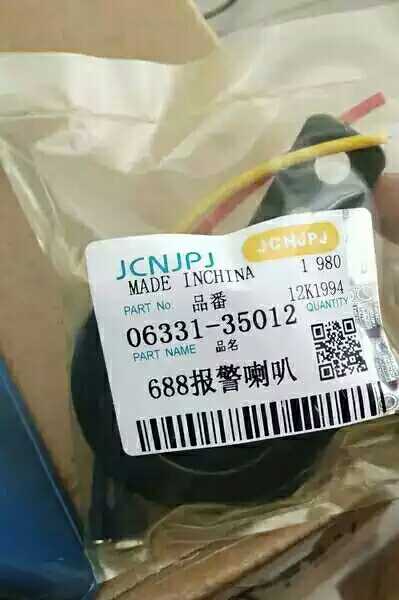 JCNJPJ JCNJPJ
MADE INCHINA 1 980
PART No 品番 12K1994
06331-35012 QUANTITY
PART NAME 品名
688报警喇叭